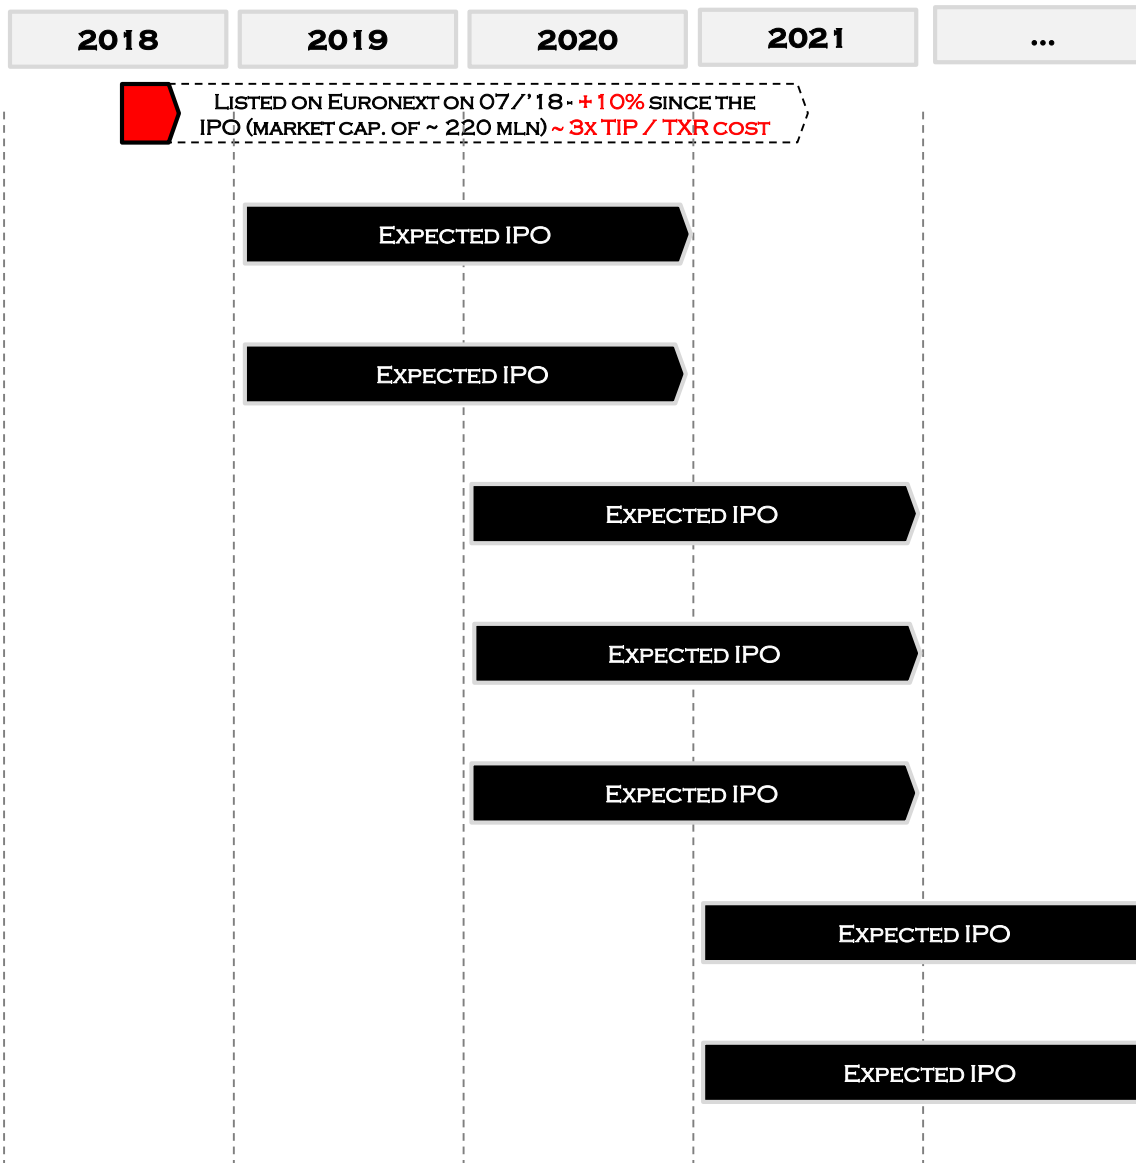 2018 2019 2020 2021 ...
Listed on Euronext on 07/'18 - +10% since the
IPO (market cap. of ~ 220 mln) ~ 3x TIP / TXR cost
Expected IPO
Expected IPO
Expected IPO
Expected IPO
Expected IPO
Expected IPO
Expected IPO